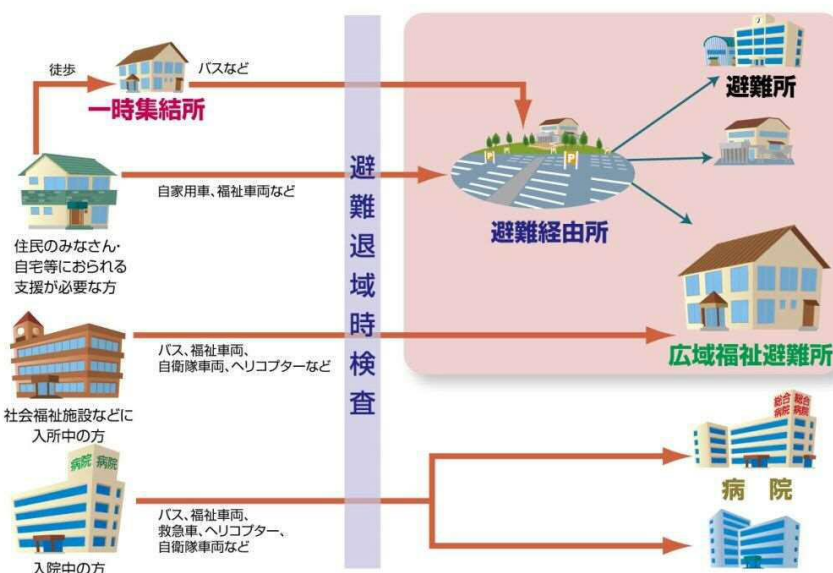 徒歩
バスなど
一時集結所
避難所
自家用車、福祉車両など
避難経由所
住民のみなさん・
自宅等におられる
支援が必要な方
避難退域時検査
バス、福祉車両、
自衛隊車両、ヘリコプターなど
広域福祉避難所
社会福祉施設などに
入所中の方
総合病院
総合病院
病院
病院
病院
バス、福祉車両、
救急車、ヘリコプター、
自衛隊車両など
入院中の方
P
P